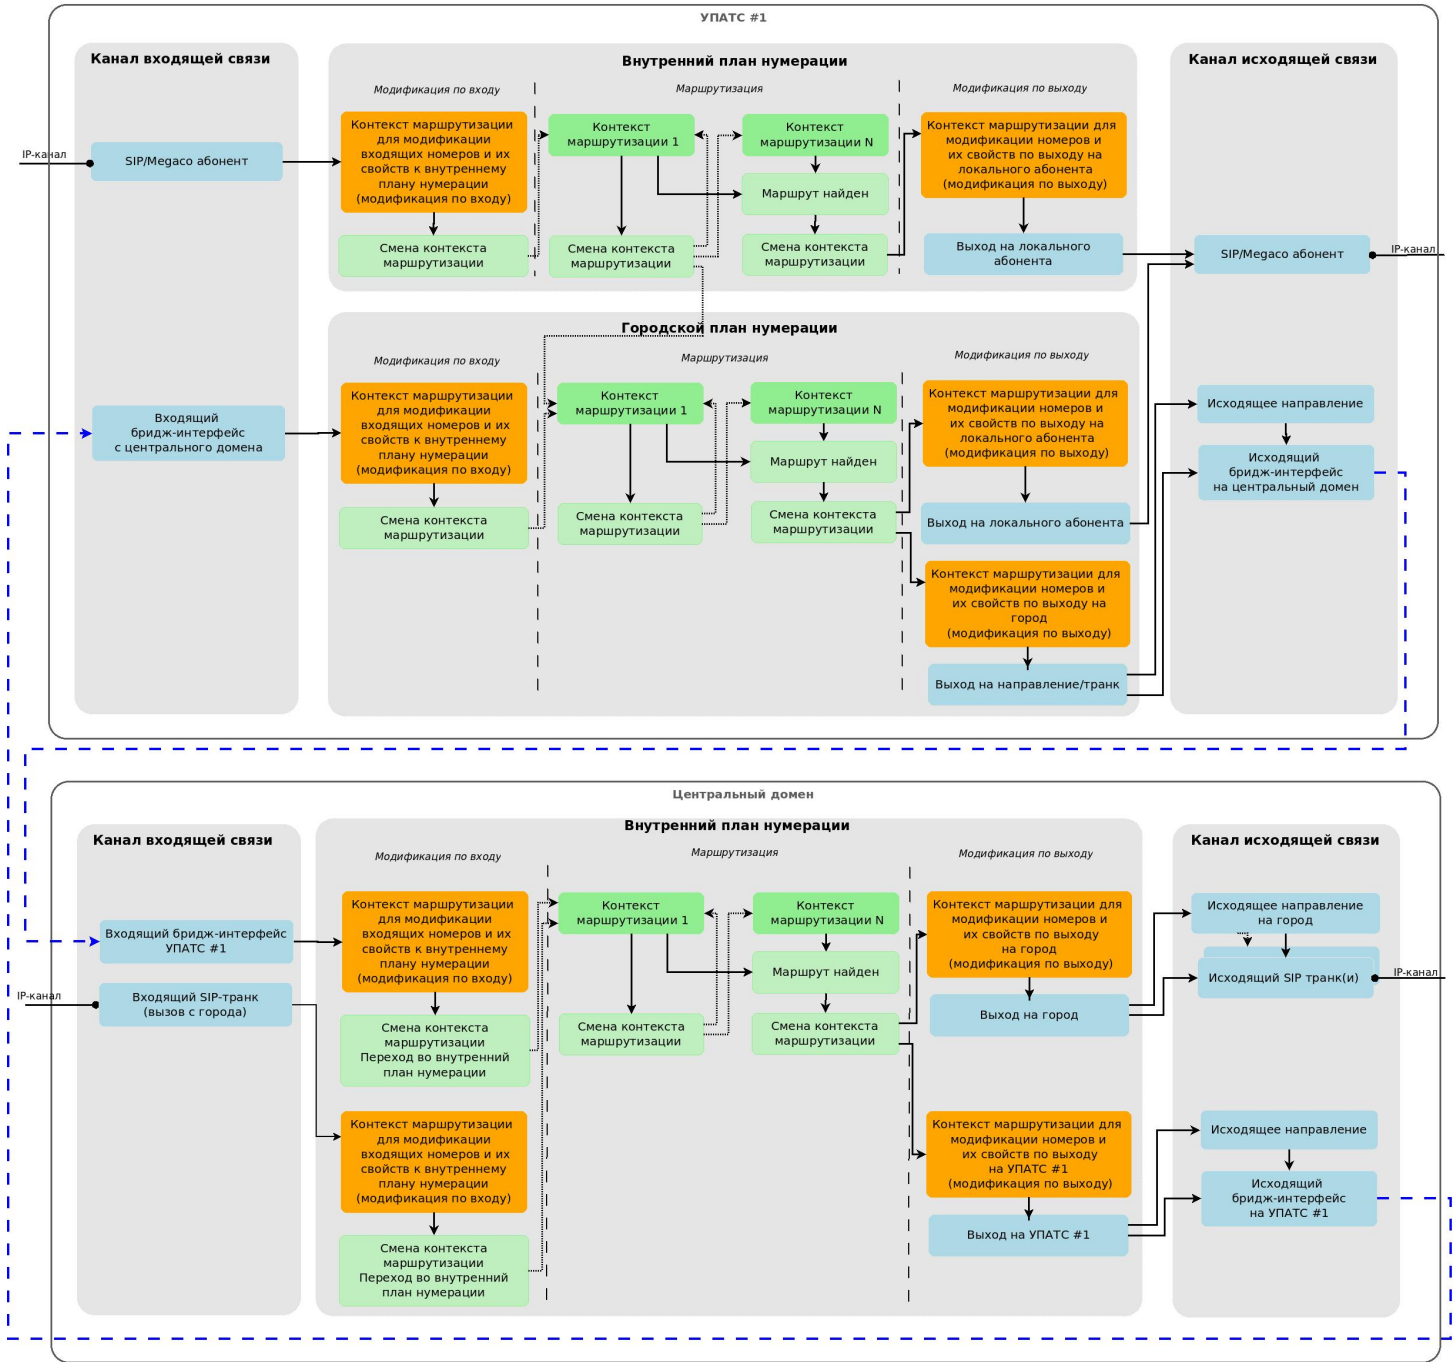 УПАТС #1
Канал входящей связи
IP-канал
SIP/Megaco абонент
Входящий
бридж-интерфейс
с центрального домена
Внутренний план нумерации
Модификация по входу
Маршрутизация
Модификация по выходу
Контекст маршрутизации
для модификации
входящих номеров и их
свойств к внутреннему
плану нумерации
(модификация по входу)
Смена контекста
маршрутизации
Контекст
маршрутизации 1
Смена контекста
маршрутизации
Контекст
маршрутизации N
Маршрут найден
Смена контекста
маршрутизации
Контекст маршрутизации для
модификации номеров и
их свойств по выходу на
локального абонента
(модификация по выходу)
Выход на локального
абонента
Городской план нумерации
Модификация по входу
Маршрутизация
Модификация по выходу
Контекст маршрутизации
для модификации
входящих номеров и их
свойств к внутреннему
плану нумерации
(модификация по входу)
Смена контекста
маршрутизации
Контекст
маршрутизации 1
Смена контекста
маршрутизации
Контекст
маршрутизации N
Маршрут найден
Смена контекста
маршрутизации
Контекст маршрутизации для
модификации номеров и
их свойств по выходу на
локального абонента
(модификация по выходу)
Выход на локального абонента
Контекст маршрутизации для
модификации номеров и
их свойств по выходу на
город
(модификация по выходу)
Выход на направление/транк
Канал исходящей связи
SIP/Megaco абонент
IP-канал
Исходящее направление
Исходящий
бридж-интерфейс
на центральный домен
Центральный домен
Канал входящей связи
Входящий бридж-интерфейс
УПАТС #1
IP-канал
Входящий SIP-транк
(вызов с города)
Внутренний план нумерации
Модификация по входу
Маршрутизация
Модификация по выходу
Контекст маршрутизации
для модификации
входящих номеров и их
свойств к внутреннему
плану нумерации
(модификация по входу)
Смена контекста
маршрутизации
Переход во внутренний
план нумерации
Контекст маршрутизации
для модификации
входящих номеров и их
свойств к внутреннему
плану нумерации
(модификация по входу)
Смена контекста
маршрутизации
Переход во внутренний
план нумерации
Контекст
маршрутизации 1
Смена контекста
маршрутизации
Контекст
маршрутизации N
Маршрут найден
Смена контекста
маршрутизации
Контекст маршрутизации для
модификации номеров и
их свойств по выходу
на город
(модификация по выходу)
Выход на город
Контекст маршрутизации для
модификации номеров и
их свойств по выходу
на УПАТС #1
(модификация по выходу)
Выход на УПАТС #1
Канал исходящей связи
Исходящее направление
на город
Исходящий SIP транк(и)
IP-канал
Исходящее направление
Исходящий
бридж-интерфейс
на УПАТС #1